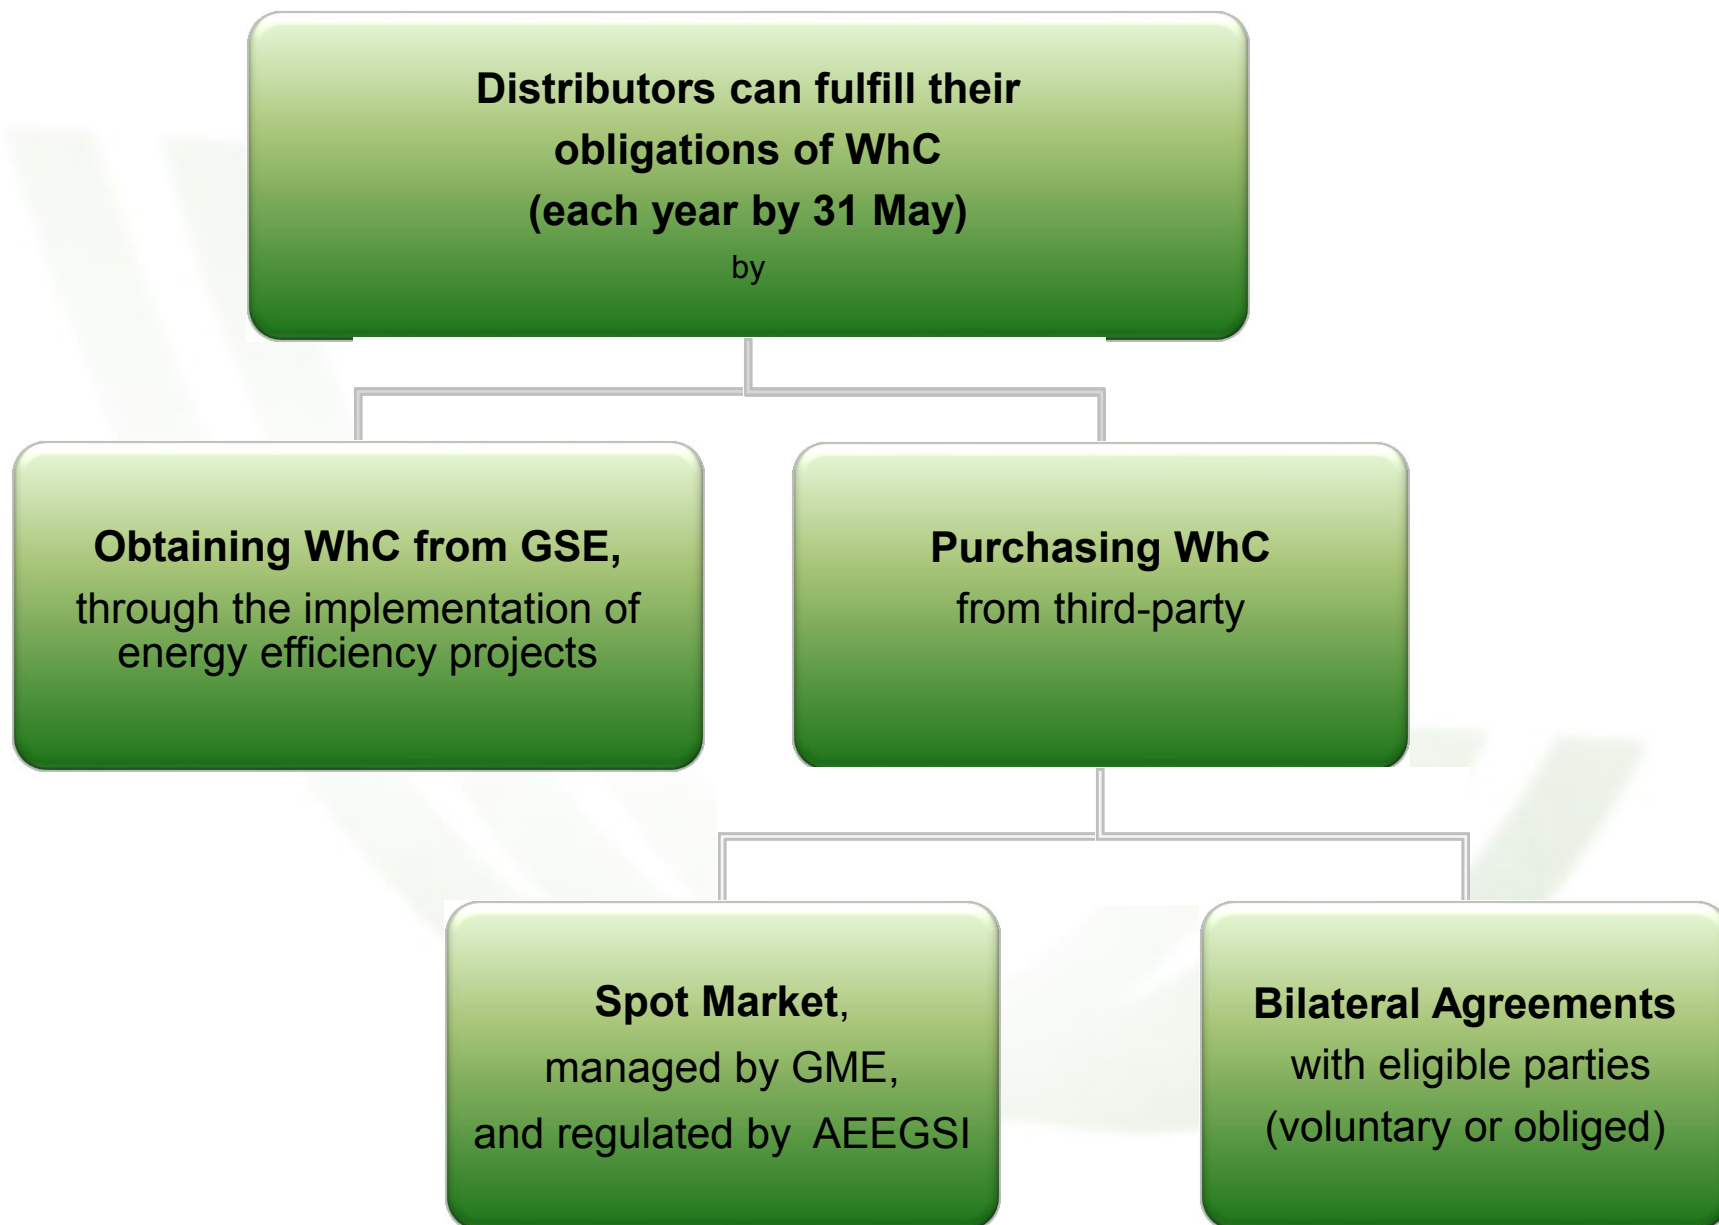 Distributors can fulfill their
obligations of WhC
(each year by 31 May)
by
Obtaining WhC from GSE,
through the implementation of
energy efficiency projects
Purchasing WhC
from third-party
Spot Market,
managed by GME,
and regulated by AEEGSI
Bilateral Agreements
with eligible parties
(voluntary or obliged)